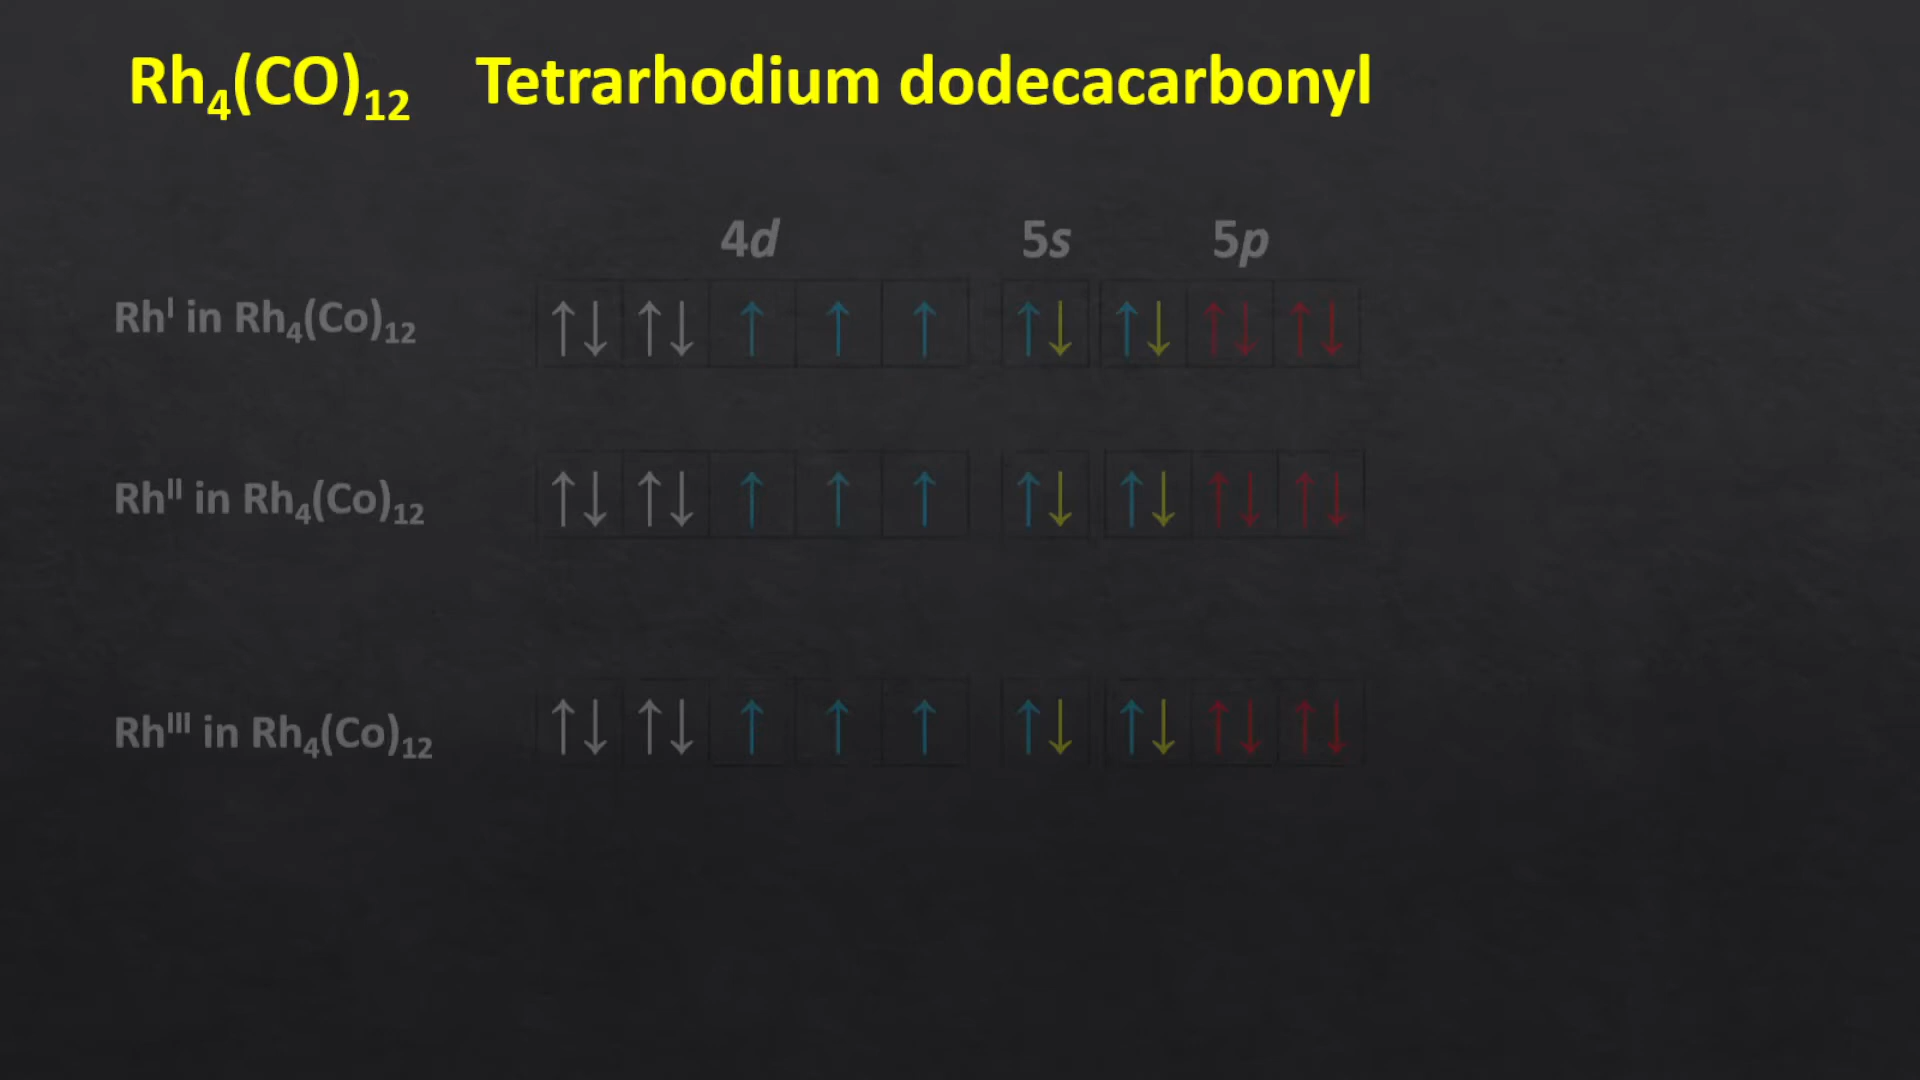 Rh₄(CO)₁₂ Tetrarhodium dodecacarbonyl
4d 5s 5p
Rhᴵ in Rh₄(Co)₁₂ ↑↓ ↑↓ ↑ ↑ ↑ ↑↓ ↑↓ ↑↓ ↑↓
Rhᴵᴵ in Rh₄(Co)₁₂ ↑↓ ↑↓ ↑ ↑ ↑ ↑↓ ↑↓ ↑↓ ↑↓
Rhᴵᴵᴵ in Rh₄(Co)₁₂ ↑↓ ↑↓ ↑ ↑ ↑ ↑↓ ↑↓ ↑↓ ↑↓